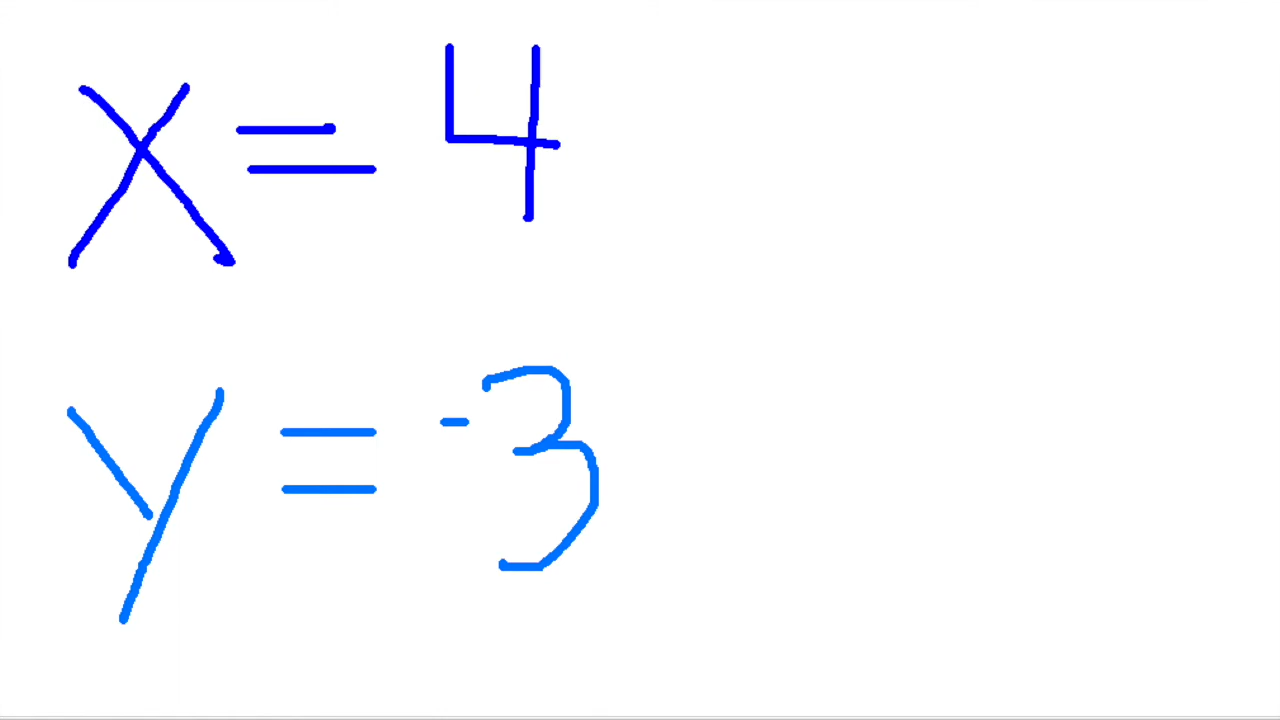 x = 4
y = -3